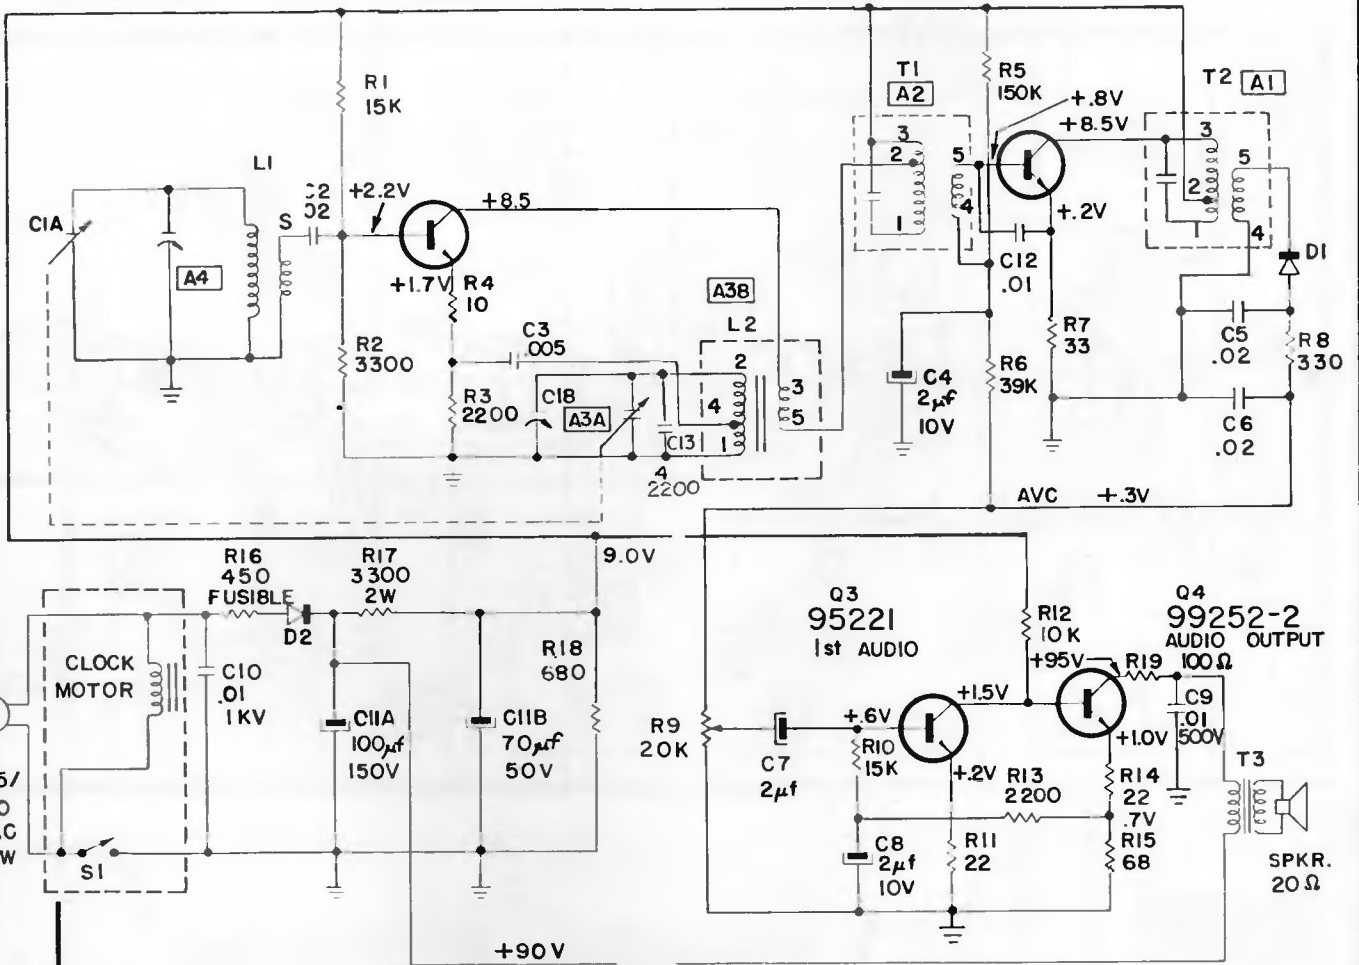 R1
15K
T1
A2
R5
150K
+.8V
+8.5V
T2
A1
3
2
1
5
4
3
2
1
5
4
L1
S
C1A
A4
+2.2V
+8.5
+1.7V
R4
10
+.2V
C12
.01
D1
A3B
L2
R2
3300
C3
.005
R3
2200
C18
A3A
C13
2
4
1
3
5
4
2200
C4
2µf
10V
R6
39K
R7
33
C5
.02
R8
330
C6
.02
AVC +.3V
9.0V
R16
450
FUSIBLE
R17
3300
2W
D2
CLOCK
MOTOR
C10
.01
1KV
C11A
100µf
150V
C11B
70µf
50V
R18
680
S1
Q3
95221
1st AUDIO
R12
10K
Q4
99252-2
AUDIO OUTPUT
100Ω
+95V
R19
C9
.01
500V
R9
20K
C7
2µf
+.6V
R10
15K
+1.5V
+.2V
R13
2200
+1.0V
R14
22
.7V
R15
68
C8
2µf
10V
R11
22
T3
SPKR.
20Ω
+90V